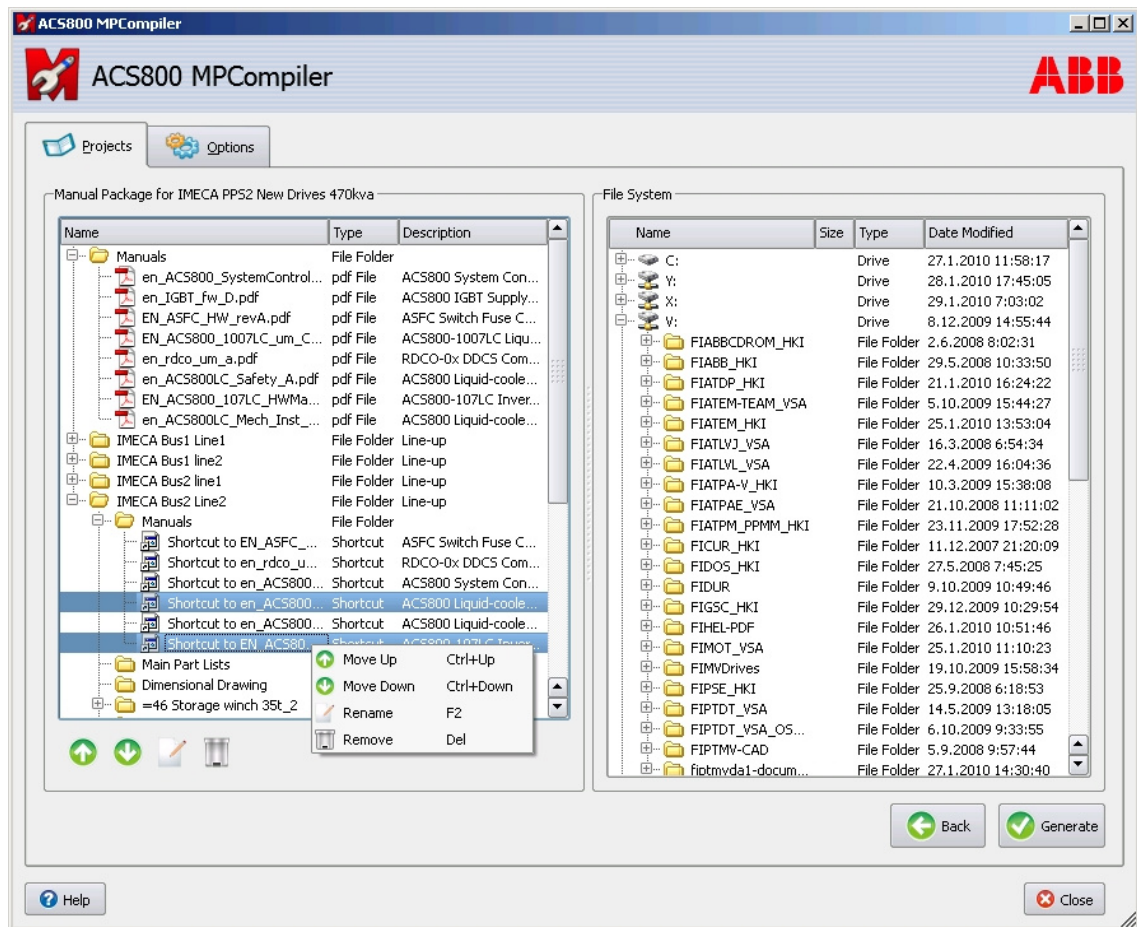 ACS800 MPCompiler
ACS800 MPCompiler
ABB
Projects
Options
Manual Package for IMECA PPS2 New Drives 470kva
Name Type Description
Manuals File Folder
en_ACS800_SystemControl... pdf File ACS800 System Con...
en_IGBT_fw_D.pdf pdf File ACS800 IGBT Supply...
EN_ASFC_HW_revA.pdf pdf File ASFC Switch Fuse C...
EN_ACS800_1007LC_um_C... pdf File ACS800-1007LC Liqu...
en_rdco_um_a.pdf pdf File RDCO-0x DDCS Com...
en_ACS800LC_Safety_A.pdf pdf File ACS800 Liquid-coole...
EN_ACS800_107LC_HWMa... pdf File ACS800-107LC Inver...
en_ACS800LC_Mech_Inst_... pdf File ACS800 Liquid-coole...
IMECA Bus1 Line1 File Folder Line-up
IMECA Bus1 line2 File Folder Line-up
IMECA Bus2 line1 File Folder Line-up
IMECA Bus2 Line2 File Folder Line-up
Manuals File Folder
Shortcut to EN_ASFC_... Shortcut ASFC Switch Fuse C...
Shortcut to en_rdco_u... Shortcut RDCO-0x DDCS Com...
Shortcut to en_ACS800... Shortcut ACS800 System Con...
Shortcut to en_ACS800... Shortcut ACS800 Liquid-coole...
Shortcut to en_ACS800... Shortcut ACS800 Liquid-coole...
Shortcut to EN_ACS80... Shortcut ACS800-107LC Inver...
Main Part Lists
Dimensional Drawing
=46 Storage winch 35t_2
Move Up Ctrl+Up
Move Down Ctrl+Down
Rename F2
Remove Del
File System
Name Size Type Date Modified
C: Drive 27.1.2010 11:58:17
Y: Drive 28.1.2010 17:45:05
X: Drive 29.1.2010 7:03:02
V: Drive 8.12.2009 14:55:44
FIABBCDROM_HKI File Folder 2.6.2008 8:02:31
FIABB_HKI File Folder 29.5.2008 10:33:50
FIATDP_HKI File Folder 21.1.2010 16:24:22
FIATEM-TEAM_VSA File Folder 5.10.2009 15:44:27
FIATEM_HKI File Folder 25.1.2010 13:53:04
FIATLVJ_VSA File Folder 16.3.2008 6:54:34
FIATLVL_VSA File Folder 22.4.2009 16:04:36
FIATPA-V_HKI File Folder 10.3.2009 15:38:08
FIATPAE_VSA File Folder 21.10.2008 11:11:02
FIATPM_PPMM_HKI File Folder 23.11.2009 17:52:28
FICUR_HKI File Folder 11.12.2007 21:20:09
FIDOS_HKI File Folder 27.5.2008 7:45:25
FIDUR File Folder 9.10.2009 10:49:46
FIGSC_HKI File Folder 29.12.2009 10:29:54
FIHEL-PDF File Folder 26.1.2010 10:51:46
FIMOT_VSA File Folder 25.1.2010 11:10:23
FIMVDrives File Folder 19.10.2009 15:58:34
FIPSE_HKI File Folder 25.9.2008 6:18:53
FIPTDT_VSA File Folder 14.5.2009 13:18:05
FIPTDT_VSA_OS... File Folder 6.10.2009 9:33:55
FIPTMV-CAD File Folder 5.9.2008 9:57:44
fiptmvda1-docum... File Folder 27.1.2010 14:30:40
Back
Generate
Help
Close